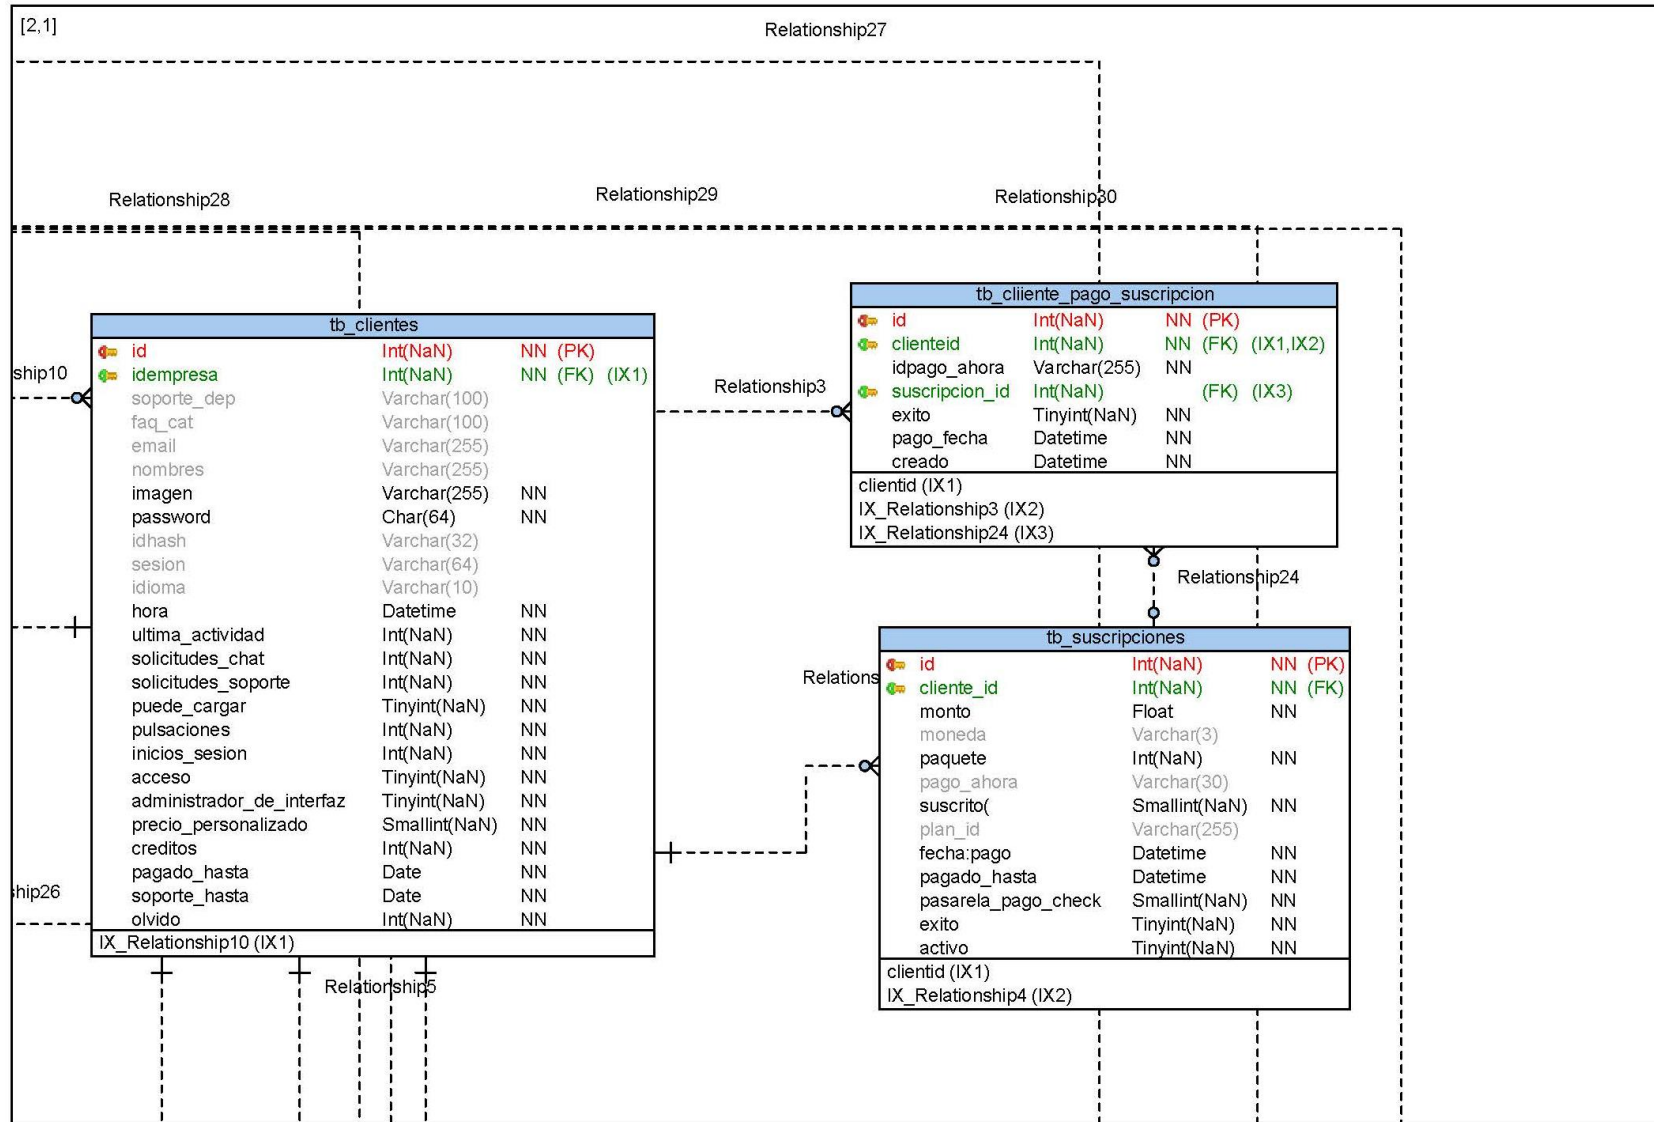 [2,1]
Relationship27
Relationship28
Relationship29
Relationship30
tb_cliiente_pago_suscripcion
id Int(NaN) NN (PK)
clienteid Int(NaN) NN (FK) (IX1,IX2)
idpago_ahora Varchar(255) NN
suscripcion_id Int(NaN) (FK) (IX3)
exito Tinyint(NaN) NN
pago_fecha Datetime NN
creado Datetime NN
clientid (IX1)
IX_Relationship3 (IX2)
IX_Relationship24 (IX3)
tb_clientes
id Int(NaN) NN (PK)
idempresa Int(NaN) NN (FK) (IX1)
soporte_dep Varchar(100)
faq_cat Varchar(100)
email Varchar(255)
nombres Varchar(255)
imagen Varchar(255) NN
password Char(64) NN
idhash Varchar(32)
sesion Varchar(64)
idioma Varchar(10)
hora Datetime NN
ultima_actividad Int(NaN) NN
solicitudes_chat Int(NaN) NN
solicitudes_soporte Int(NaN) NN
puede_cargar Tinyint(NaN) NN
pulsaciones Int(NaN) NN
inicios_sesion Int(NaN) NN
acceso Tinyint(NaN) NN
administrador_de_interfaz Tinyint(NaN) NN
precio_personalizado Smallint(NaN) NN
creditos Int(NaN) NN
pagado_hasta Date NN
soporte_hasta Date NN
olvido Int(NaN) NN
IX_Relationship10 (IX1)
ship10
Relationship3
Relationship24
ship26
Relations
tb_suscripciones
id Int(NaN) NN (PK)
cliente_id Int(NaN) NN (FK)
monto Float NN
moneda Varchar(3)
paquete Int(NaN) NN
pago_ahora Varchar(30)
suscrito( Smallint(NaN) NN
plan_id Varchar(255)
fecha:pago Datetime NN
pagado_hasta Datetime NN
pasarela_pago_check Smallint(NaN) NN
exito Tinyint(NaN) NN
activo Tinyint(NaN) NN
clientid (IX1)
IX_Relationship4 (IX2)
Relationship5